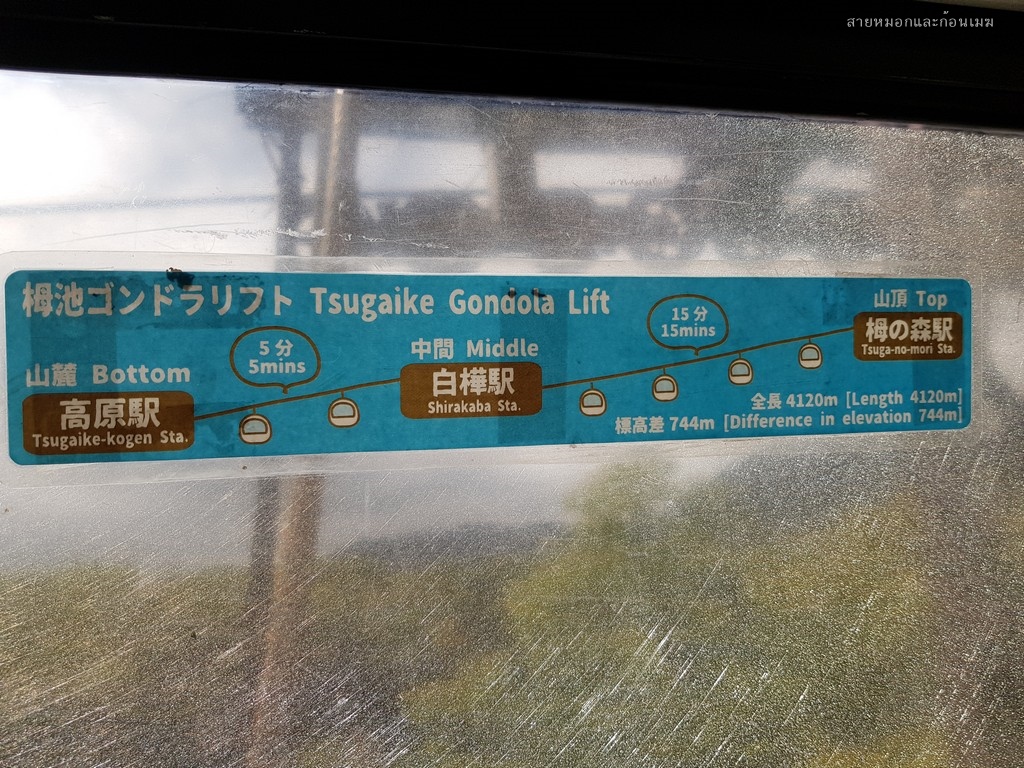 สายหมอกและก้อนเมฆ
栂池ゴンドラリフト Tsugaike Gondola Lift
山麓 Bottom
高原駅
Tsugaike-kogen Sta.
5分
5mins
中間 Middle
白樺駅
Shirakaba Sta.
15分
15mins
山頂 Top
栂の森駅
Tsuga-no-mori Sta.
全長 4120m [Length 4120m]
標高差 744m [Difference in elevation 744m]